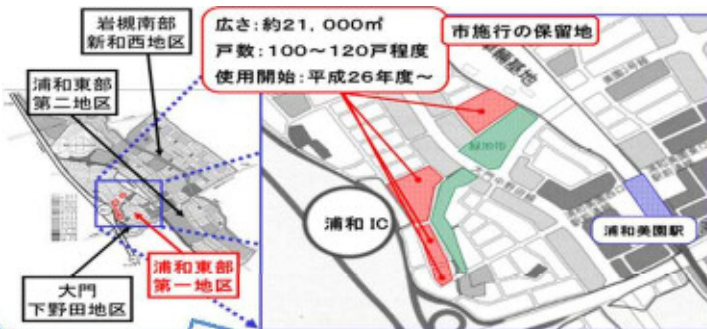 岩槻南部
新和西地区
浦和東部
第二地区
浦和東部
第一地区
大門
下野田地区
広さ:約21,000㎡
戸数:100~120戸程度
使用開始:平成26年度~
市施行の保留地
浦和IC
浦和美園駅